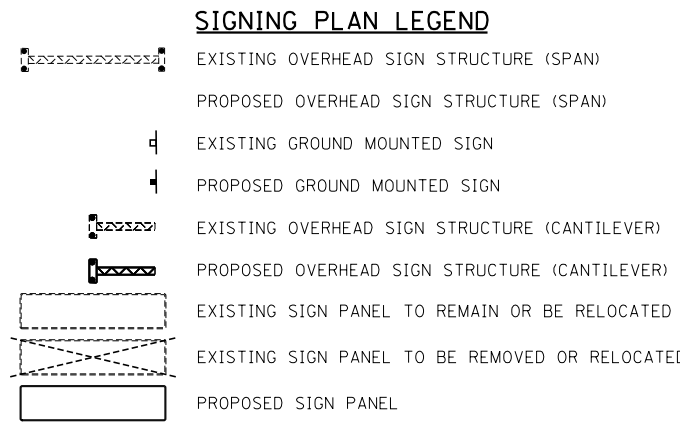 SIGNING PLAN LEGEND
EXISTING OVERHEAD SIGN STRUCTURE (SPAN)
PROPOSED OVERHEAD SIGN STRUCTURE (SPAN)
EXISTING GROUND MOUNTED SIGN
PROPOSED GROUND MOUNTED SIGN
EXISTING OVERHEAD SIGN STRUCTURE (CANTILEVER)
PROPOSED OVERHEAD SIGN STRUCTURE (CANTILEVER)
EXISTING SIGN PANEL TO REMAIN OR BE RELOCATED
EXISTING SIGN PANEL TO BE REMOVED OR RELOCATED
PROPOSED SIGN PANEL